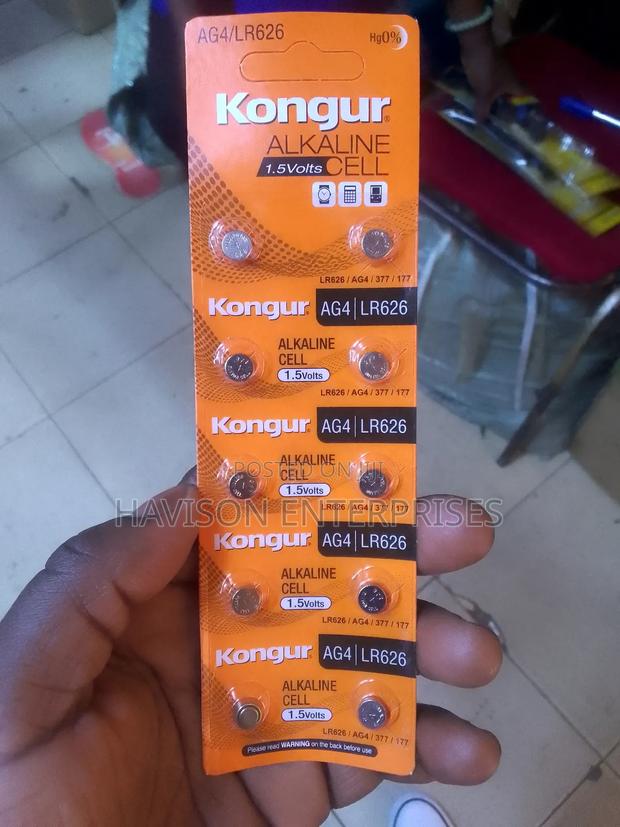 AG4/LR626
Hg0%
Kongur®
ALKALINE
1.5Volts CELL
LR626 / AG4 / 377 / 177
Kongur® AG4 | LR626
ALKALINE
CELL
1.5Volts
LR626 / AG4 / 377 / 177
Kongur® AG4 | LR626
POSTED ON JIJI
ALKALINE
CELL
1.5Volts
LR626 / AG4 / 377 / 177
HAVISON ENTERPRISES
Kongur® AG4 | LR626
ALKALINE
CELL
1.5Volts
LR626 / AG4 / 377 / 177
Kongur® AG4 | LR626
ALKALINE
CELL
1.5Volts
LR626 / AG4 / 377 / 177
Please read WARNING on the back before use